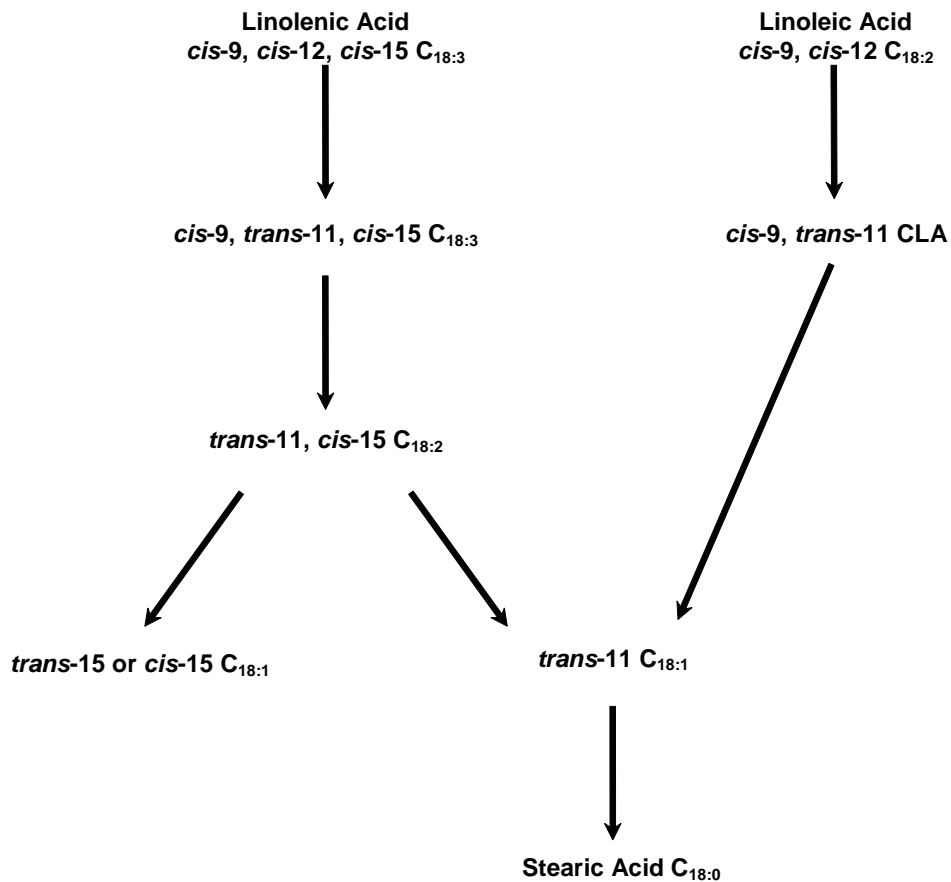 Linolenic Acid
cis-9, cis-12, cis-15 C18:3
Linoleic Acid
cis-9, cis-12 C18:2
cis-9, trans-11, cis-15 C18:3
cis-9, trans-11 CLA
trans-11, cis-15 C18:2
trans-15 or cis-15 C18:1
trans-11 C18:1
Stearic Acid C18:0